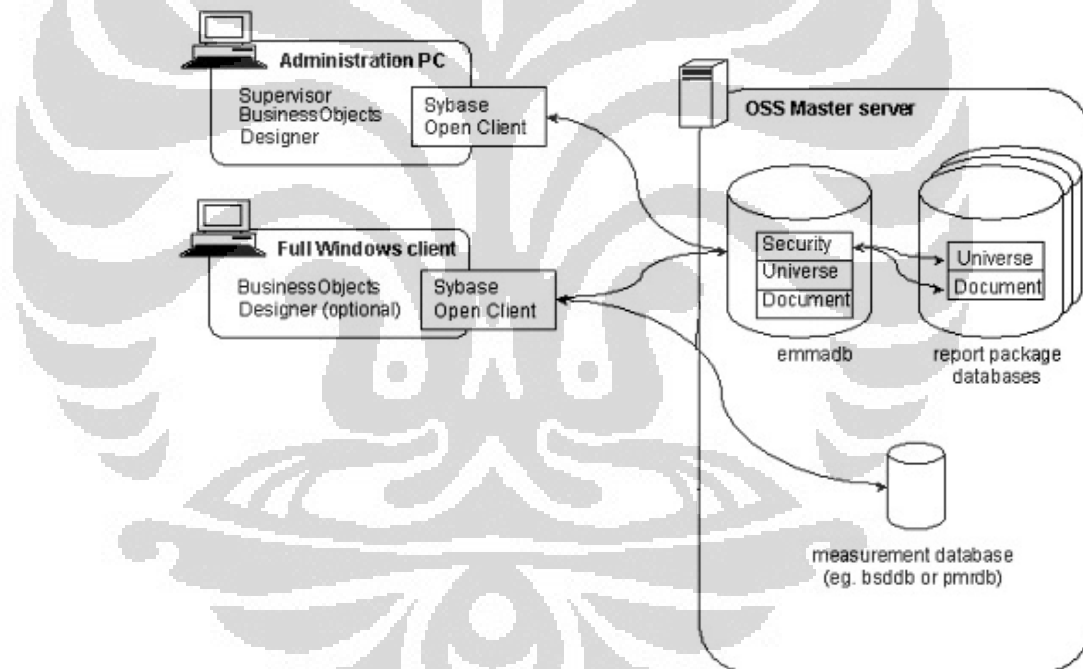 Administration PC
Supervisor
BusinessObjects
Designer
Sybase
Open Client
OSS Master server
Full Windows client
BusinessObjects
Designer (optional)
Sybase
Open Client
Security
Universe
Document
emmadb
Universe
Document
report package
databases
measurement database
(eg. bsddb or pmrdb)